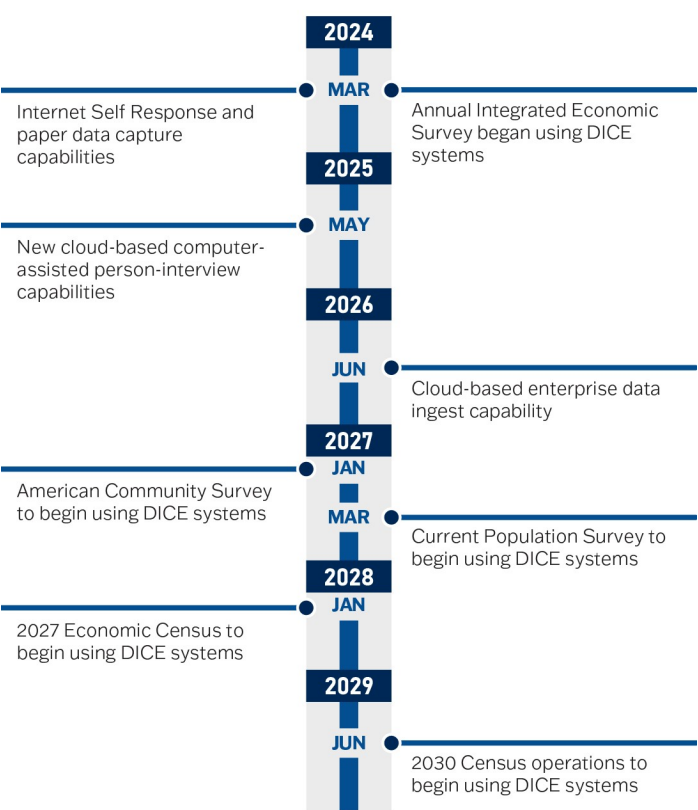 2024
MAR
Internet Self Response and
paper data capture
capabilities
Annual Integrated Economic
Survey began using DICE
systems
2025
MAY
New cloud-based computer-
assisted person-interview
capabilities
2026
JUN
Cloud-based enterprise data
ingest capability
2027
JAN
American Community Survey
to begin using DICE systems
MAR
Current Population Survey to
begin using DICE systems
2028
JAN
2027 Economic Census to
begin using DICE systems
2029
JUN
2030 Census operations to
begin using DICE systems